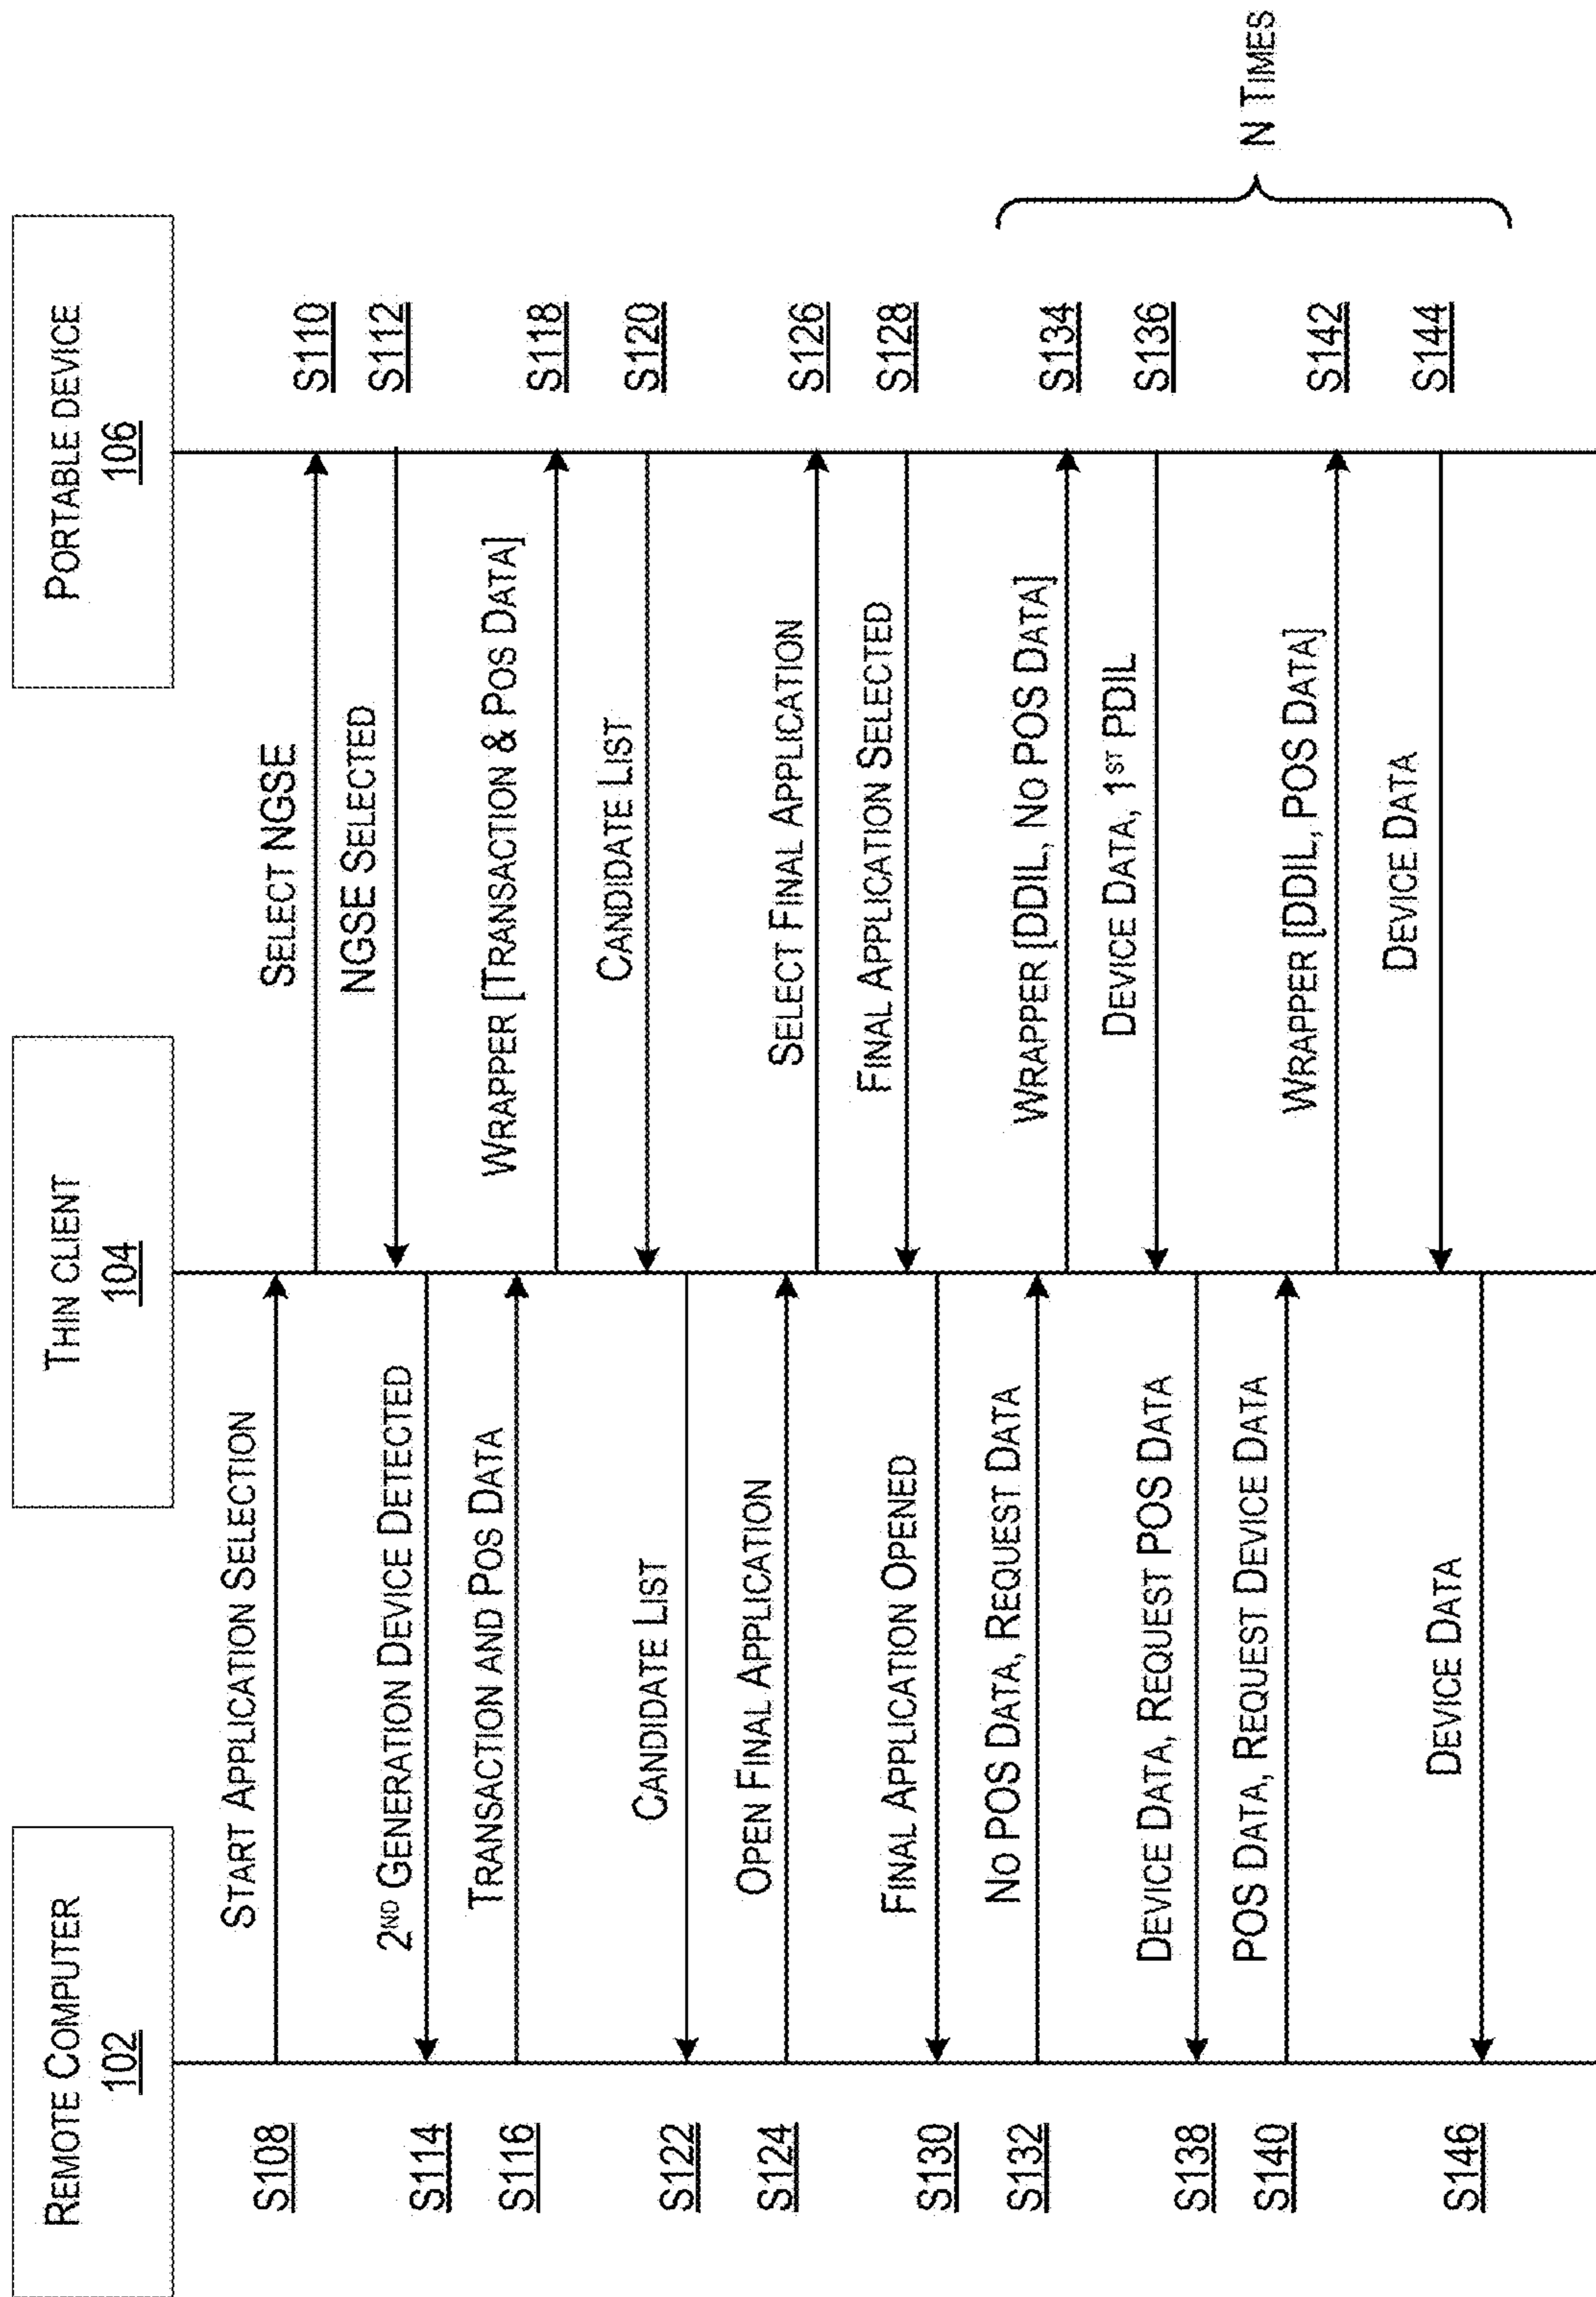 REMOTE COMPUTER
102
THIN CLIENT
104
PORTABLE DEVICE
106
S108
START APPLICATION SELECTION
SELECT NGSE
S110
NGSE SELECTED
S112
S114
2ND GENERATION DEVICE DETECTED
S116
TRANSACTION AND POS DATA
WRAPPER [TRANSACTION & POS DATA]
S118
CANDIDATE LIST
S120
S122
CANDIDATE LIST
S124
OPEN FINAL APPLICATION
SELECT FINAL APPLICATION
S126
FINAL APPLICATION SELECTED
S128
S130
FINAL APPLICATION OPENED
S132
NO POS DATA, REQUEST DATA
WRAPPER [DDIL, NO POS DATA]
S134
DEVICE DATA, 1ST PDIL
S136
S138
DEVICE DATA, REQUEST POS DATA
S140
POS DATA, REQUEST DEVICE DATA
WRAPPER [DDIL, POS DATA]
S142
DEVICE DATA
S144
S146
DEVICE DATA
N TIMES